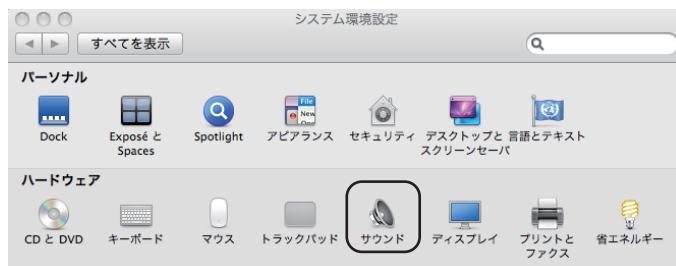 システム環境設定
すべてを表示
パーソナル
Dock
Exposé と
Spaces
Spotlight
File
New
One
アピアランス
セキュリティ
デスクトップと
スクリーンセーバ
言語とテキスト
ハードウェア
CD と DVD
キーボード
マウス
トラックパッド
サウンド
ディスプレイ
プリントと
ファクス
省エネルギー